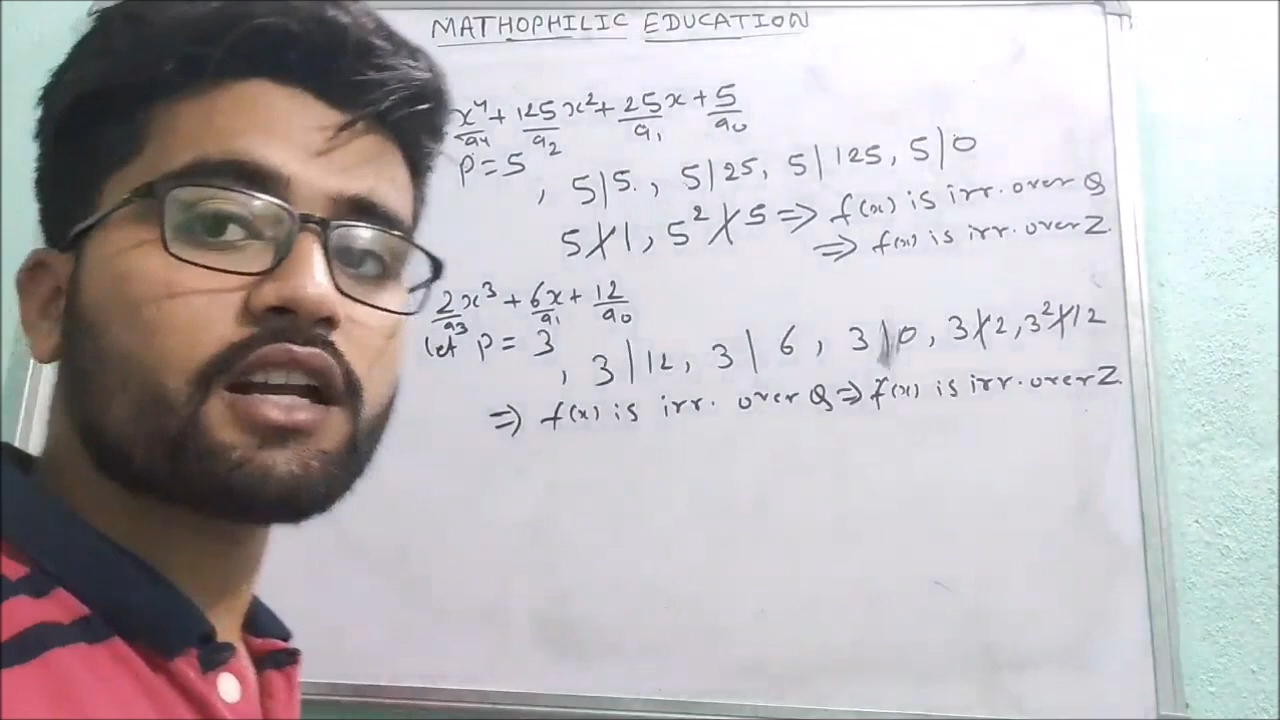 MATHOPHILIC EDUCATION
x⁴ + 125x² + 25x + 5
a4 a2 a1 a0
P = 5, 5|5, 5|25, 5|125, 5|0
5∤1, 5²∤5 ⇒ f(x) is irr. over Q
⇒ f(x) is irr. over Z.
2x³ + 6x + 12
a3 a1 a0
let P = 3, 3|12, 3|6, 3|0, 3∤2, 3²∤12
⇒ f(x) is irr. over Q ⇒ f(x) is irr. over Z.